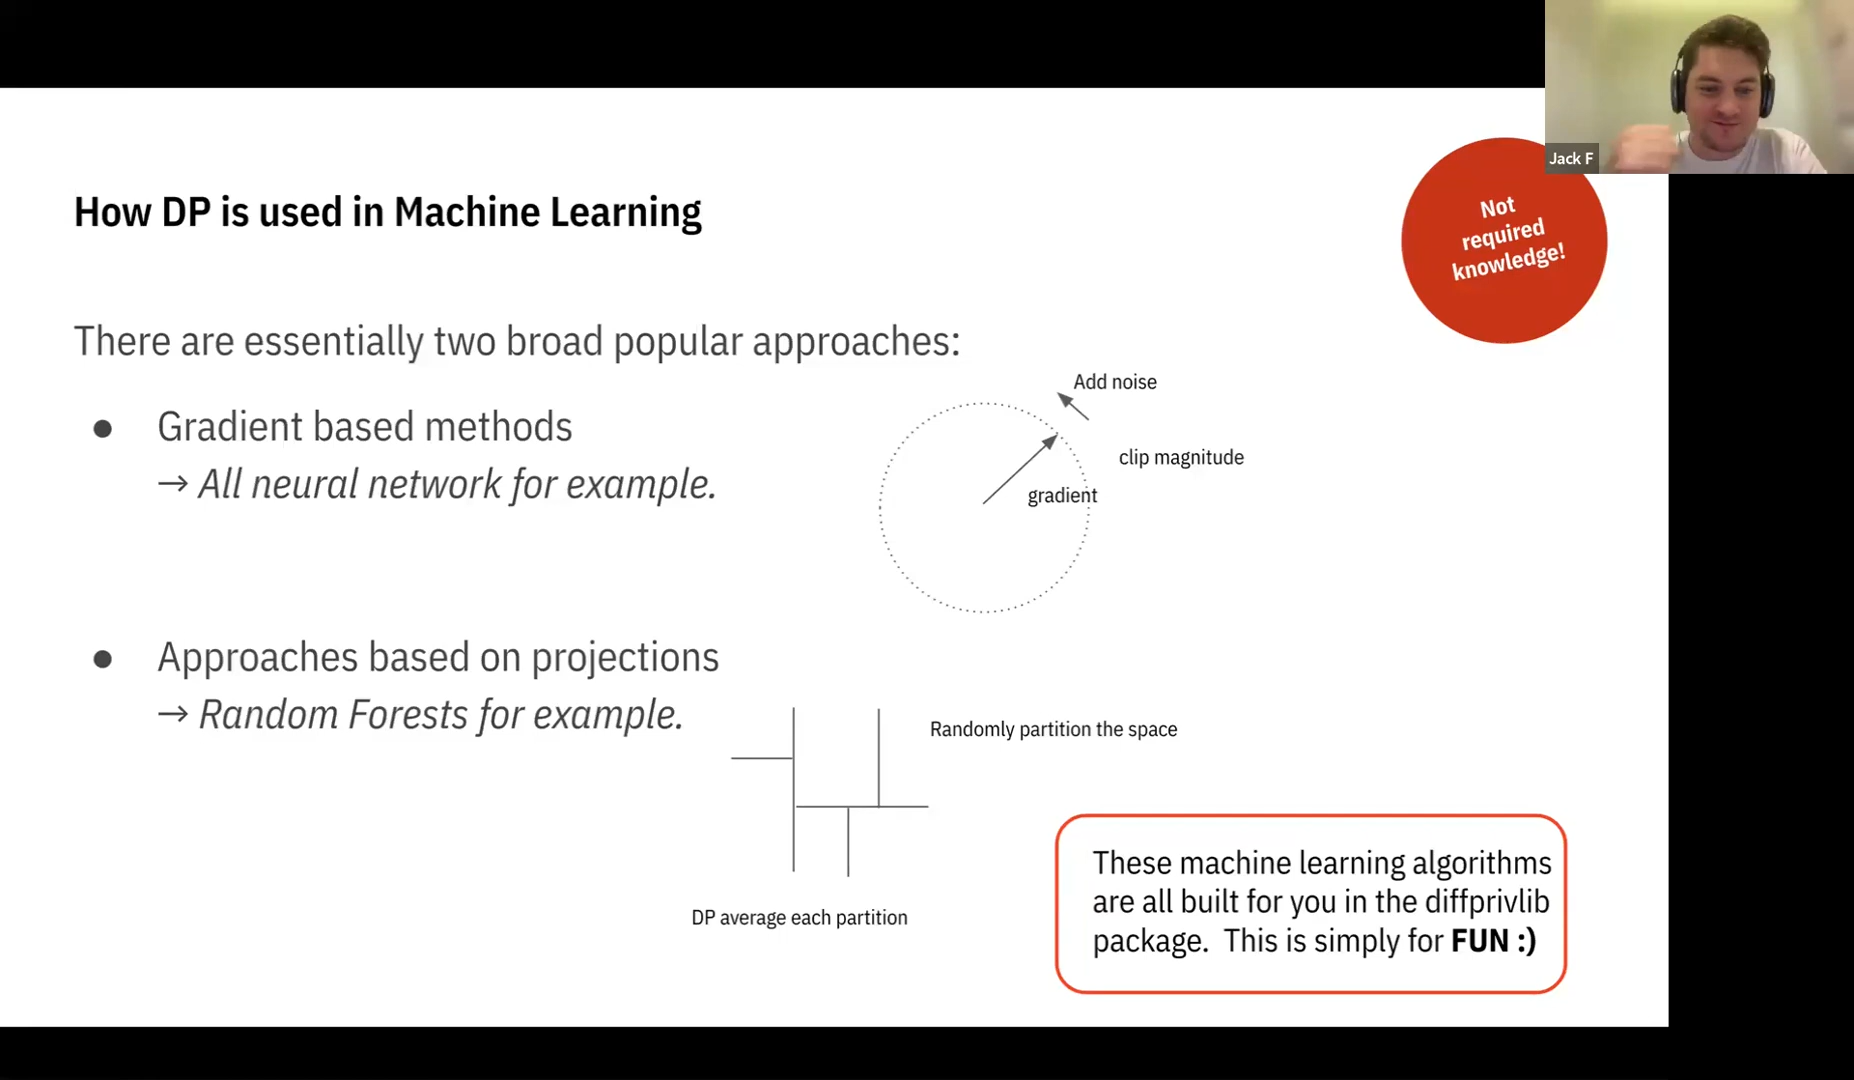 Jack F
Not
required
knowledge!
How DP is used in Machine Learning
There are essentially two broad popular approaches:
● Gradient based methods
→ All neural network for example.
Add noise
clip magnitude
gradient
● Approaches based on projections
→ Random Forests for example.
Randomly partition the space
DP average each partition
These machine learning algorithms
are all built for you in the diffprivlib
package. This is simply for FUN :)